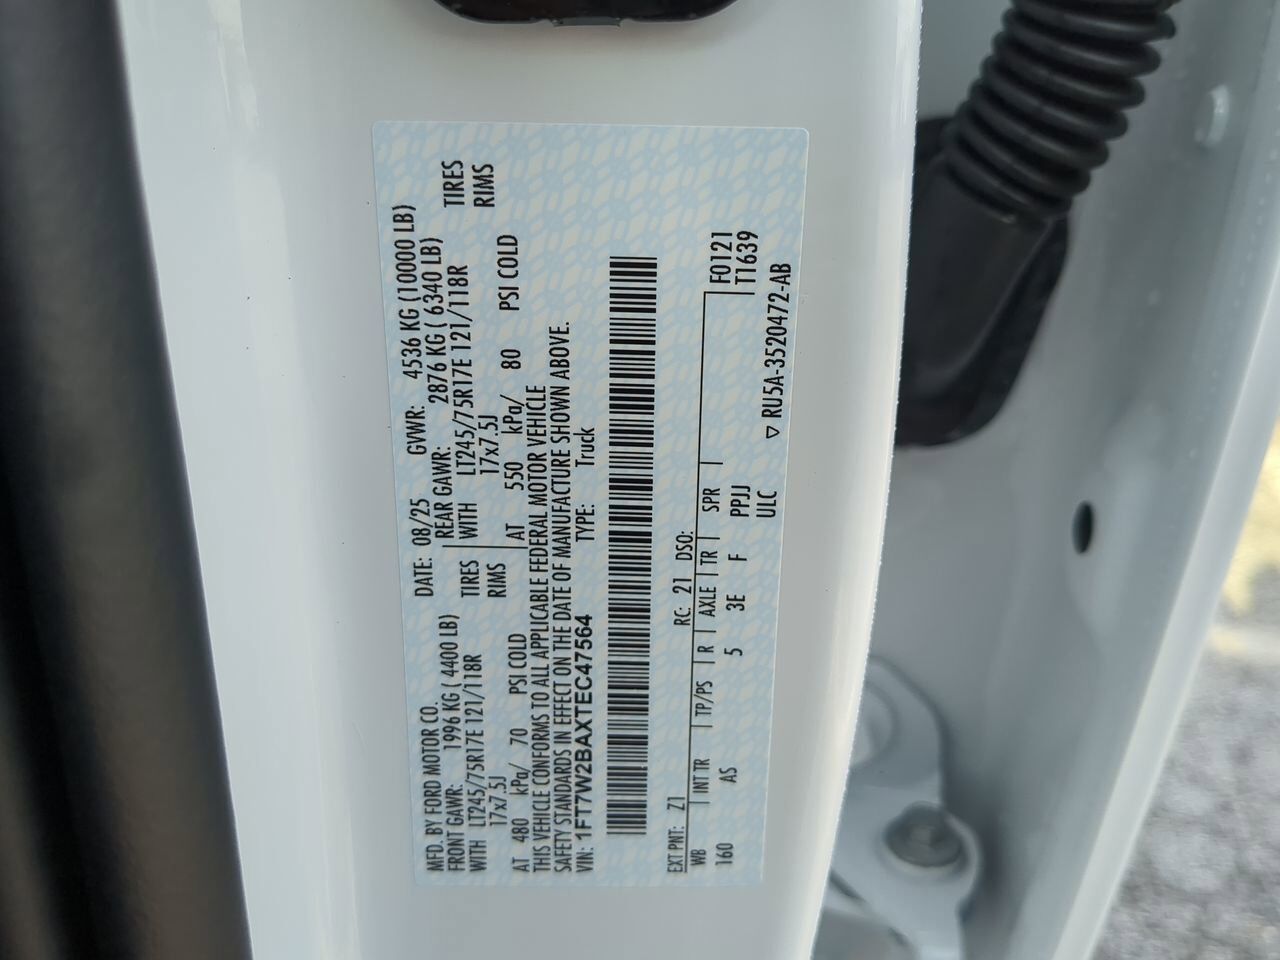 MFD. BY FORD MOTOR CO. DATE: 08/25 GVWR: 4536 KG (10000 LB)
FRONT GAWR: 1996 KG ( 4400 LB) REAR GAWR: 2876 KG ( 6340 LB)
WITH LT245/75R17E 121/118R TIRES WITH LT245/75R17E 121/118R TIRES
17x7.5J RIMS 17x7.5J RIMS
AT 480 kPa/ 70 PSI COLD AT 550 kPa/ 80 PSI COLD
THIS VEHICLE CONFORMS TO ALL APPLICABLE FEDERAL MOTOR VEHICLE
SAFETY STANDARDS IN EFFECT ON THE DATE OF MANUFACTURE SHOWN ABOVE.
VIN: 1FT7W2BAXTEC47564 TYPE: Truck
EXT PNT: Z1 RC: 21 DSO: F0121
WB INT TR TP/PS R AXLE TR SPR T1639
160 AS 5 3E F PPJJ
ULC ▽ RU5A-3520472-AB